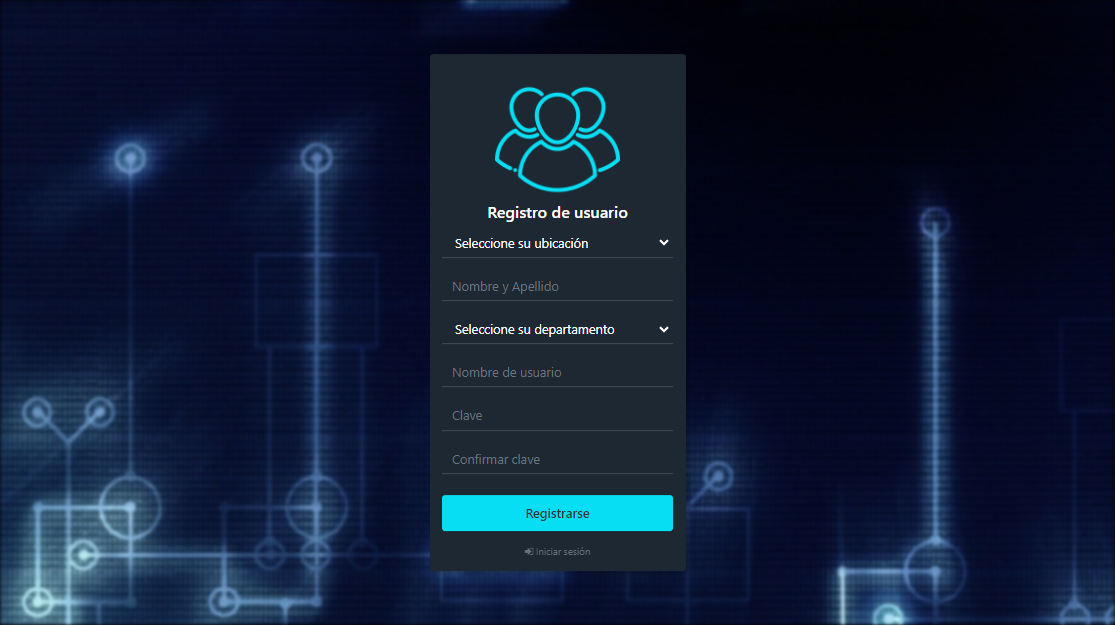 Registro de usuario
Seleccione su ubicación
Nombre y Apellido
Seleccione su departamento
Nombre de usuario
Clave
Confirmar clave
Registrarse
Iniciar sesión